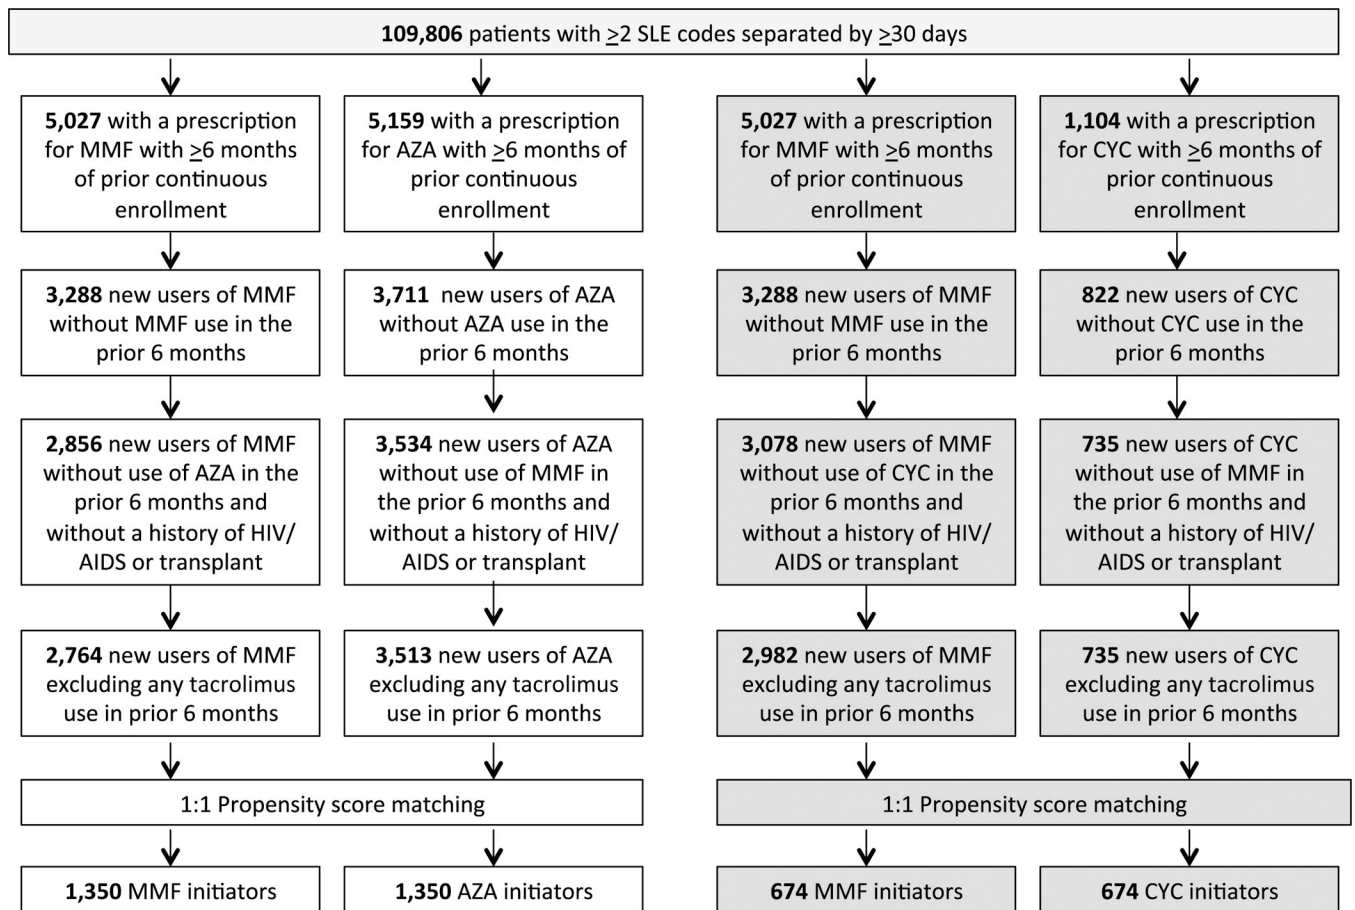 109,806 patients with ≥2 SLE codes separated by ≥30 days
5,027 with a prescription
for MMF with ≥6 months
of prior continuous
enrollment
5,159 with a prescription
for AZA with ≥6 months of
prior continuous
enrollment
5,027 with a prescription
for MMF with ≥6 months
of prior continuous
enrollment
1,104 with a prescription
for CYC with ≥6 months of
prior continuous
enrollment
3,288 new users of MMF
without MMF use in the
prior 6 months
3,711 new users of AZA
without AZA use in the
prior 6 months
3,288 new users of MMF
without MMF use in the
prior 6 months
822 new users of CYC
without CYC use in the
prior 6 months
2,856 new users of MMF
without use of AZA in the
prior 6 months and
without a history of HIV/
AIDS or transplant
3,534 new users of AZA
without use of MMF in
the prior 6 months and
without a history of HIV/
AIDS or transplant
3,078 new users of MMF
without use of CYC in the
prior 6 months and
without a history of HIV/
AIDS or transplant
735 new users of CYC
without use of MMF in
the prior 6 months and
without a history of HIV/
AIDS or transplant
2,764 new users of MMF
excluding any tacrolimus
use in prior 6 months
3,513 new users of AZA
excluding any tacrolimus
use in prior 6 months
2,982 new users of MMF
excluding any tacrolimus
use in prior 6 months
735 new users of CYC
excluding any tacrolimus
use in prior 6 months
1:1 Propensity score matching
1:1 Propensity score matching
1,350 MMF initiators
1,350 AZA initiators
674 MMF initiators
674 CYC initiators